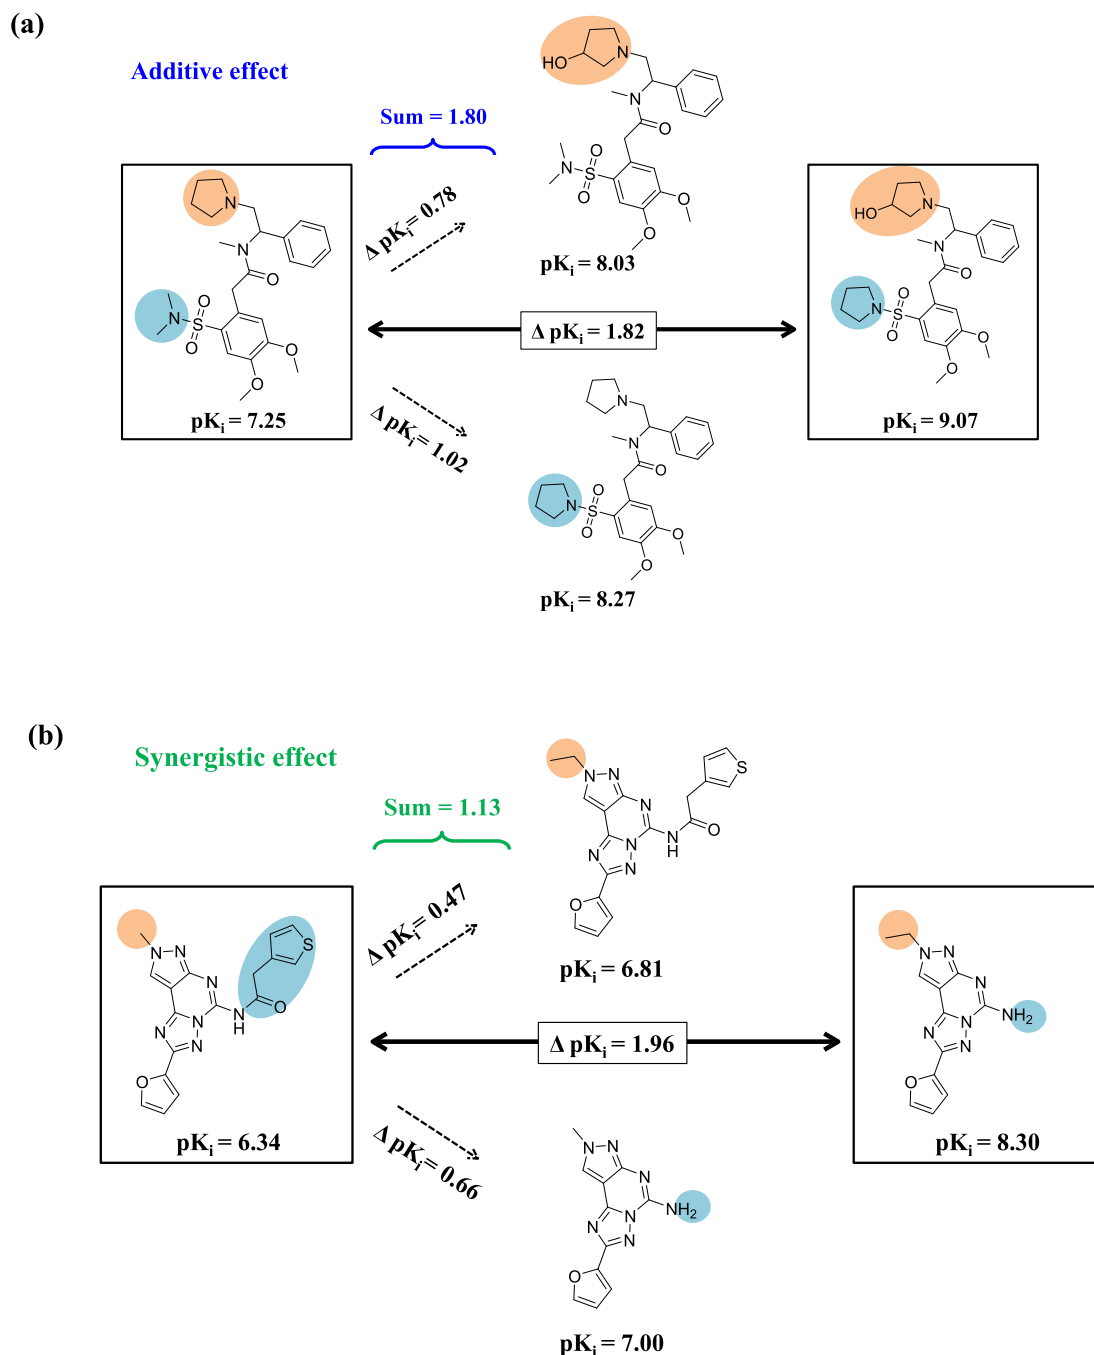 (a)
Additive effect
Sum = 1.80
Δ pKi = 0.78
HO
N
N
O
N
S
O
O
O
O
pKi = 8.03
N
N
O
N
S
O
O
O
O
pKi = 7.25
Δ pKi = 1.82
HO
N
N
O
N
S
O
O
O
O
pKi = 9.07
Δ pKi = 1.02
N
N
O
N
S
O
O
O
O
pKi = 8.27
(b)
Synergistic effect
Sum = 1.13
Δ pKi = 0.47
N
N
N
N
N
N
N
N
H
O
S
O
pKi = 6.81
N
N
N
N
N
N
N
N
H
O
S
O
pKi = 6.34
Δ pKi = 1.96
N
N
N
N
N
N
N
NH2
O
pKi = 8.30
Δ pKi = 0.66
N
N
N
N
N
N
N
NH2
O
pKi = 7.00